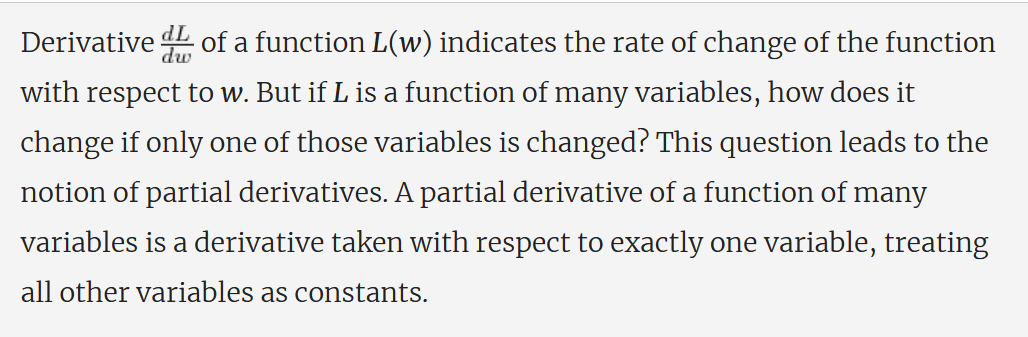 Derivative dL/dw of a function L(w) indicates the rate of change of the function
with respect to w. But if L is a function of many variables, how does it
change if only one of those variables is changed? This question leads to the
notion of partial derivatives. A partial derivative of a function of many
variables is a derivative taken with respect to exactly one variable, treating
all other variables as constants.